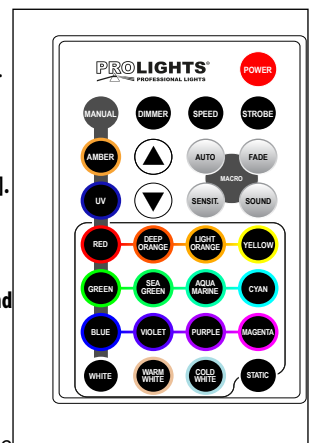 PROLIGHTS®
PROFESSIONAL LIGHTS
POWER
MANUAL DIMMER SPEED STROBE
AMBER AUTO FADE
MACRO
UV SENSIT. SOUND
RED DEEP ORANGE LIGHT ORANGE YELLOW
GREEN SEA GREEN AQUA MARINE CYAN
BLUE VIOLET PURPLE MAGENTA
WHITE WARM WHITE COLD WHITE STATIC